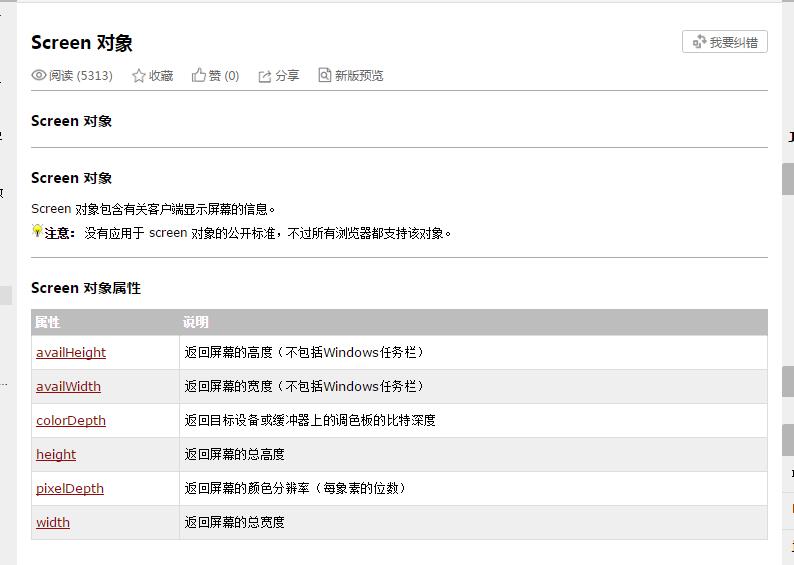 Screen 对象
我要纠错
阅读 (5313) 收藏 赞 (0) 分享 新版预览
Screen 对象
Screen 对象
Screen 对象包含有关客户端显示屏幕的信息。
注意： 没有应用于 screen 对象的公开标准，不过所有浏览器都支持该对象。
Screen 对象属性
属性 说明
availHeight 返回屏幕的高度（不包括Windows任务栏）
availWidth 返回屏幕的宽度（不包括Windows任务栏）
colorDepth 返回目标设备或缓冲器上的调色板的比特深度
height 返回屏幕的总高度
pixelDepth 返回屏幕的颜色分辨率（每象素的位数）
width 返回屏幕的总宽度